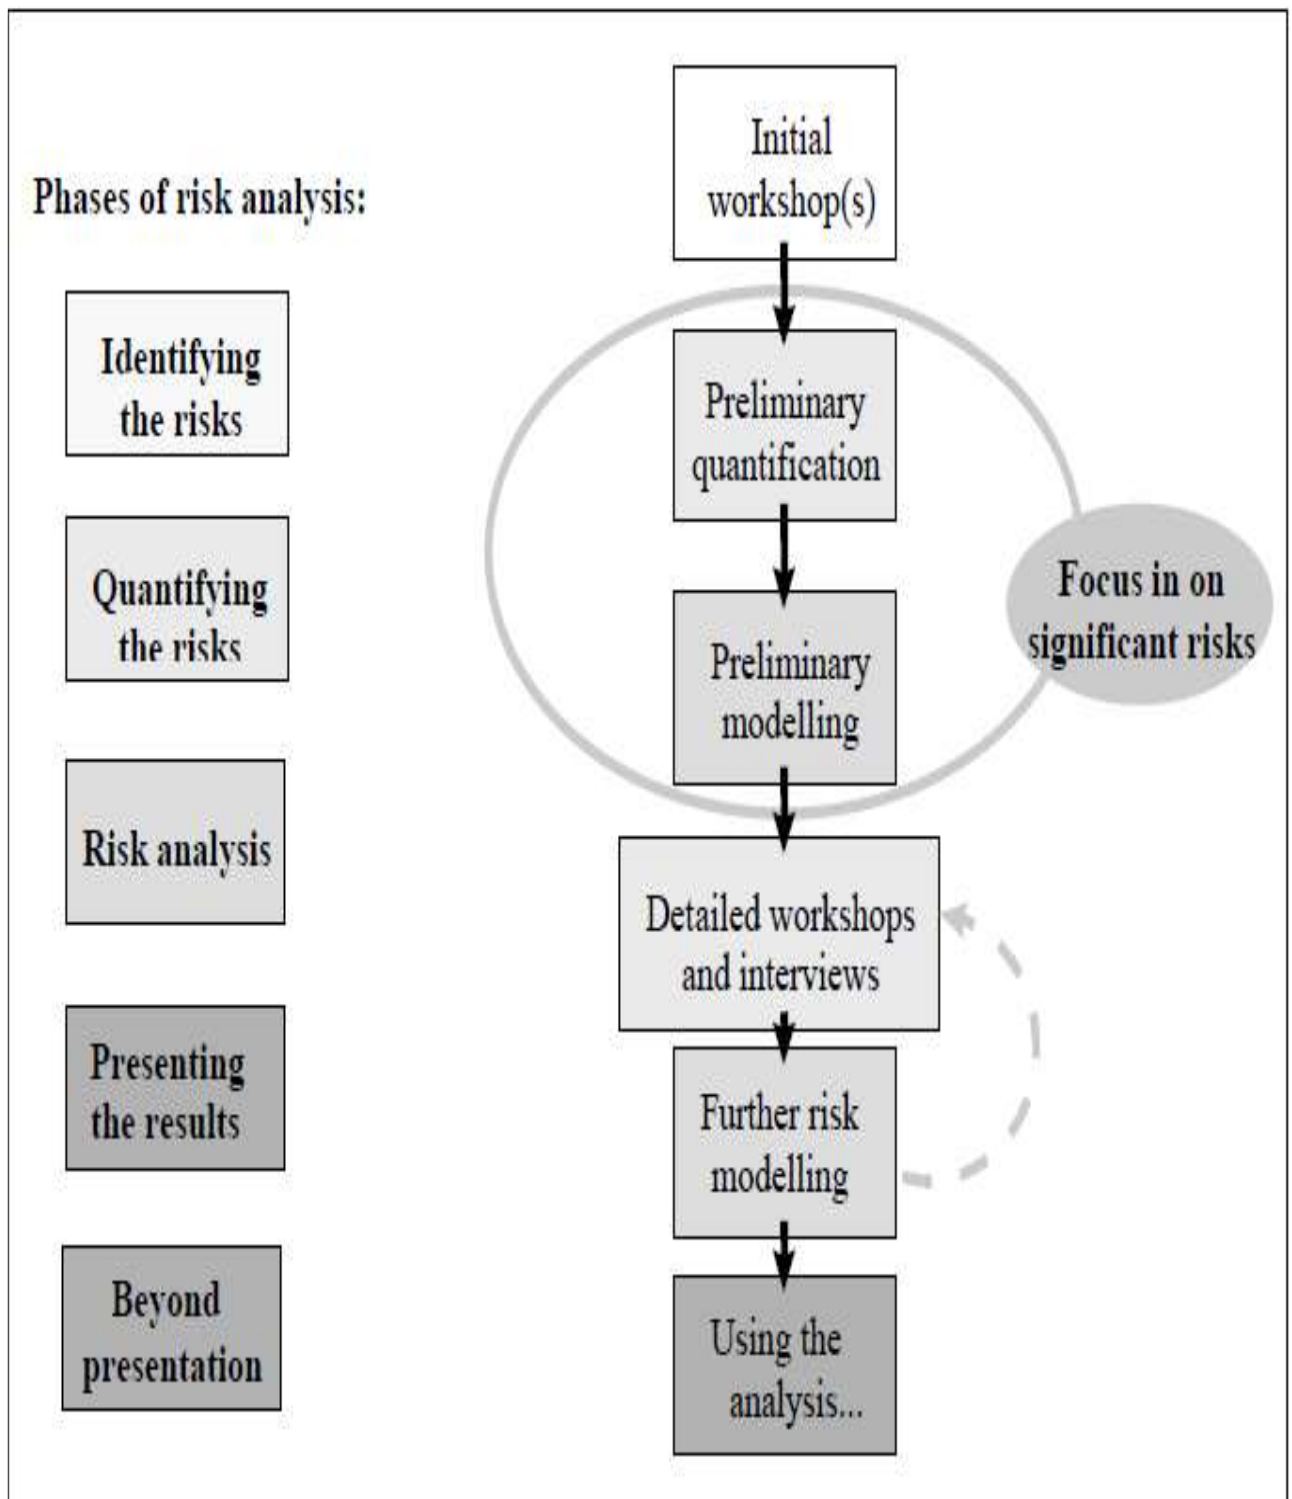 Phases of risk analysis:
Identifying
the risks
Quantifying
the risks
Risk analysis
Presenting
the results
Beyond
presentation
Initial
workshop(s)
Preliminary
quantification
Preliminary
modelling
Focus in on
significant risks
Detailed workshops
and interviews
Further risk
modelling
Using the
analysis...